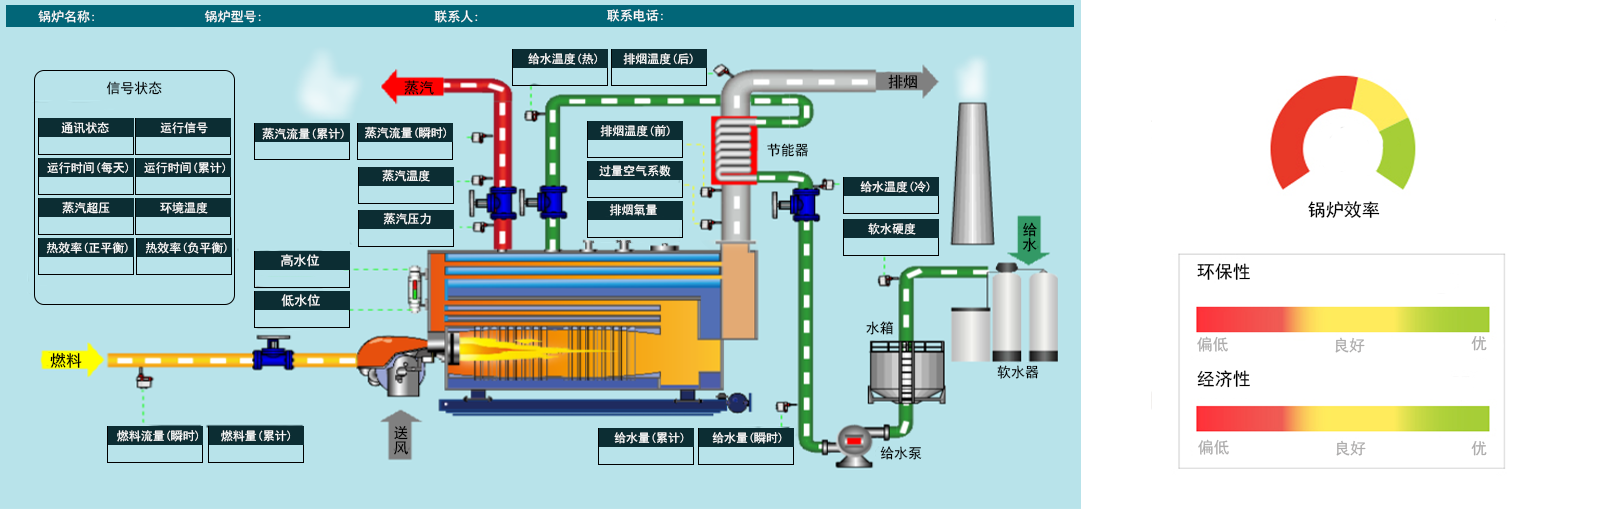 锅炉名称:
锅炉型号:
联系人:
联系电话:
信号状态
通讯状态
运行信号
运行时间(每天)
运行时间(累计)
蒸汽超压
环境温度
热效率(正平衡)
热效率(负平衡)
蒸汽
给水温度(热)
排烟温度(后)
排烟
蒸汽流量(累计)
蒸汽流量(瞬时)
蒸汽温度
蒸汽压力
排烟温度(前)
过量空气系数
排烟氧量
节能器
给水温度(冷)
软水硬度
给水
高水位
低水位
水箱
软水器
燃料
燃料流量(瞬时)
燃料量(累计)
送风
给水量(累计)
给水量(瞬时)
给水泵
锅炉效率
环保性
偏低
良好
优
经济性
偏低
良好
优